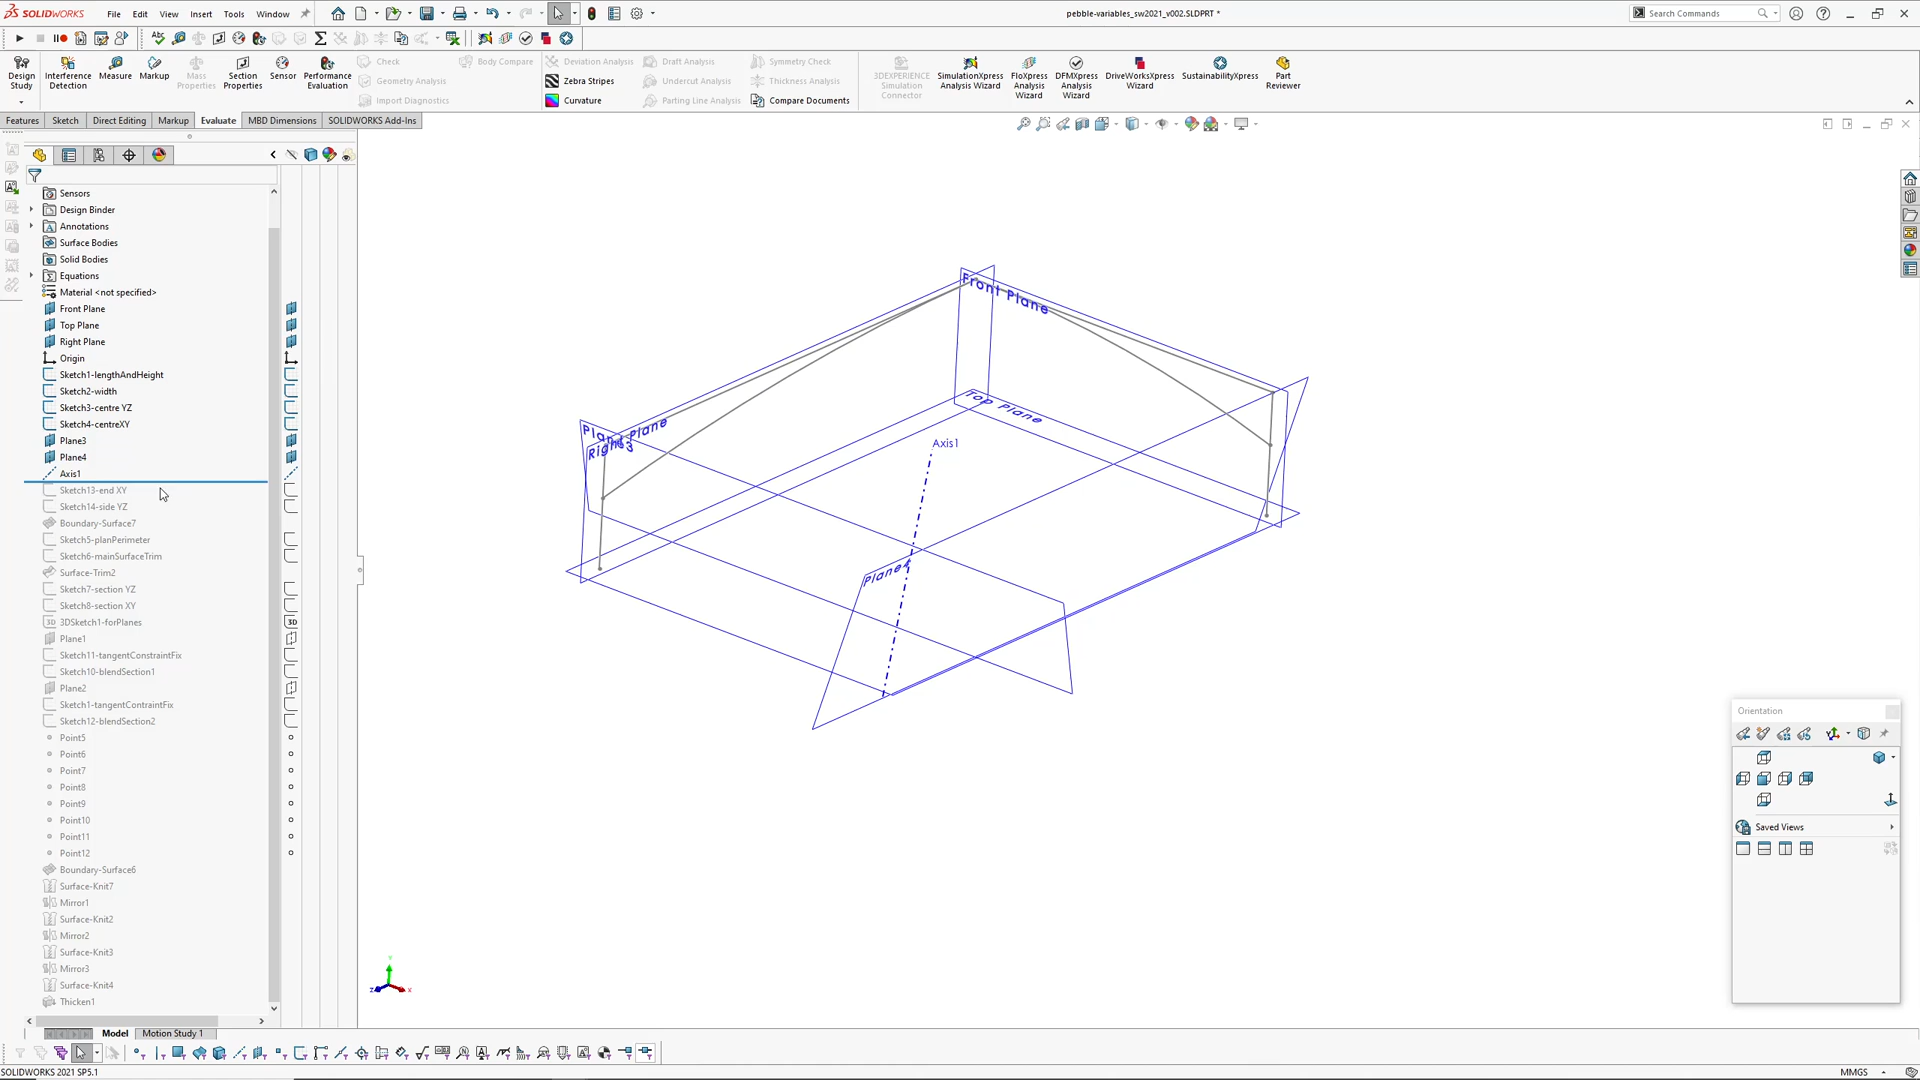 SOLIDWORKS
File
Edit
View
Insert
Tools
Window
pebble-variables_sw2021_v002.SLDPRT *
Search Commands
Design Study
Interference Detection
Measure
Markup
Mass Properties
Section Properties
Sensor
Performance Evaluation
Check
Geometry Analysis
Import Diagnostics
Body Compare
Deviation Analysis
Zebra Stripes
Curvature
Draft Analysis
Undercut Analysis
Parting Line Analysis
Symmetry Check
Thickness Analysis
Compare Documents
3DEXPERIENCE Simulation Connector
SimulationXpress Analysis Wizard
FloXpress Analysis Wizard
DFMXpress Analysis Wizard
DriveWorksXpress Wizard
SustainabilityXpress
Part Reviewer
Features
Sketch
Direct Editing
Markup
Evaluate
MBD Dimensions
SOLIDWORKS Add-Ins
Sensors
Design Binder
Annotations
Surface Bodies
Solid Bodies
Equations
Material <not specified>
Front Plane
Top Plane
Right Plane
Origin
Sketch1-lengthAndHeight
Sketch2-width
Sketch3-centre YZ
Sketch4-centreXY
Plane3
Plane4
Axis1
Sketch13-end XY
Sketch14-side YZ
Boundary-Surface7
Sketch5-planPerimeter
Sketch6-mainSurfaceTrim
Surface-Trim2
Sketch7-section YZ
Sketch8-section XY
3DSketch1-forPlanes
Plane1
Sketch11-tangentConstraintFix
Sketch10-blendSection1
Plane2
Sketch1-tangentContraintFix
Sketch12-blendSection2
Point5
Point6
Point7
Point8
Point9
Point10
Point11
Point12
Boundary-Surface6
Surface-Knit7
Mirror1
Surface-Knit2
Mirror2
Surface-Knit3
Mirror3
Surface-Knit4
Thicken1
Front Plane
Top Plane
Axis1
Orientation
Saved Views
Model
Motion Study 1
SOLIDWORKS 2021 SP5.1
MMGS